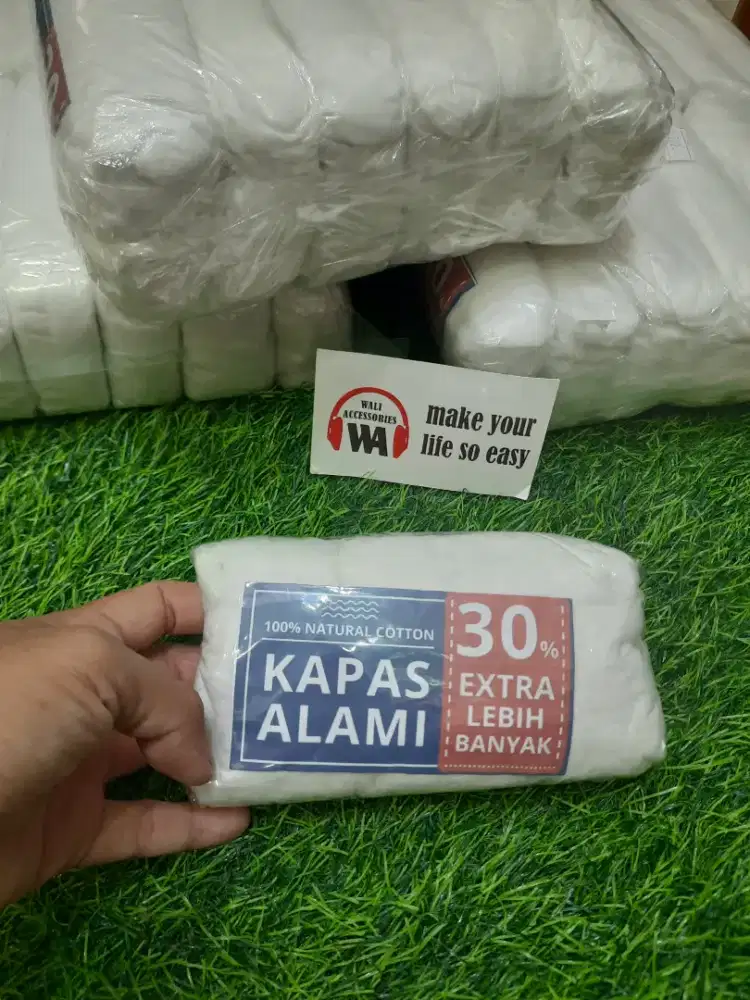 WALI
ACCESSORIES
WA
make your
life so easy
100% NATURAL COTTON
KAPAS
ALAMI
30%
EXTRA
LEBIH
BANYAK